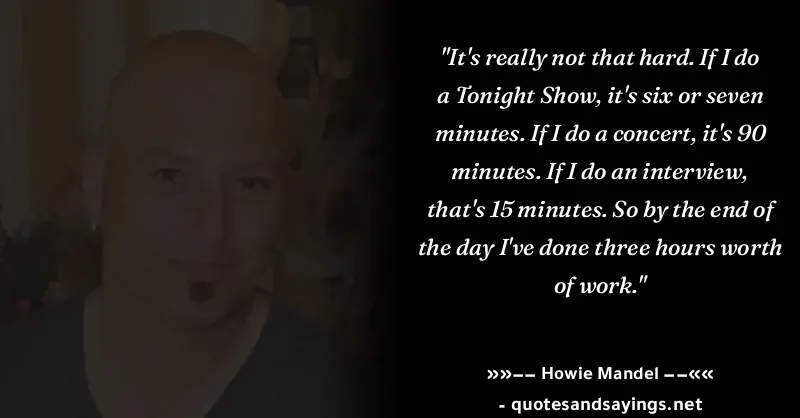 "It's really not that hard. If I do
a Tonight Show, it's six or seven
minutes. If I do a concert, it's 90
minutes. If I do an interview,
that's 15 minutes. So by the end of
the day I've done three hours worth
of work."
»»–– Howie Mandel ––««
- quotesandsayings.net